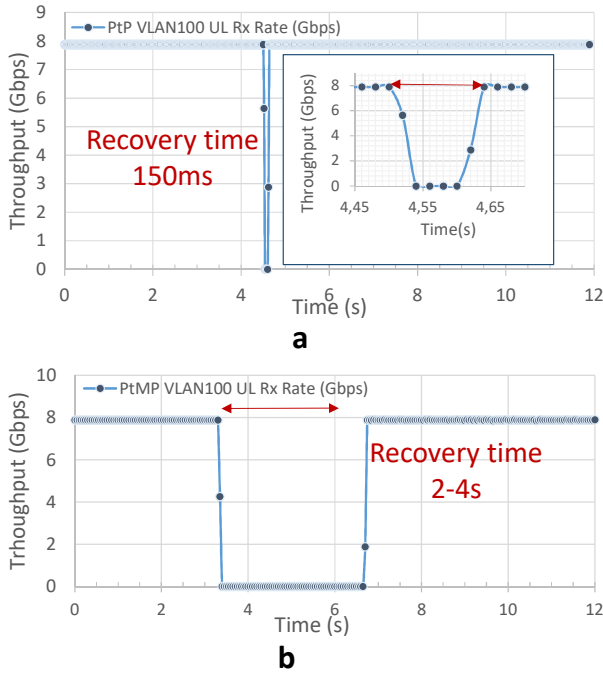 PtP VLAN100 UL Rx Rate (Gbps)
Throughput (Gbps)
9
8
7
6
5
4
3
2
1
0
Recovery time
150ms
Throughput (Gbps)
8
6
4
2
0
4,45
4,55
4,65
Time(s)
0
2
4
6
8
10
12
Time (s)
a
PtMP VLAN100 UL Rx Rate (Gbps)
Trhoughput (Gbps)
10
8
6
4
2
0
Recovery time
2-4s
0
2
4
6
8
10
12
Time (s)
b